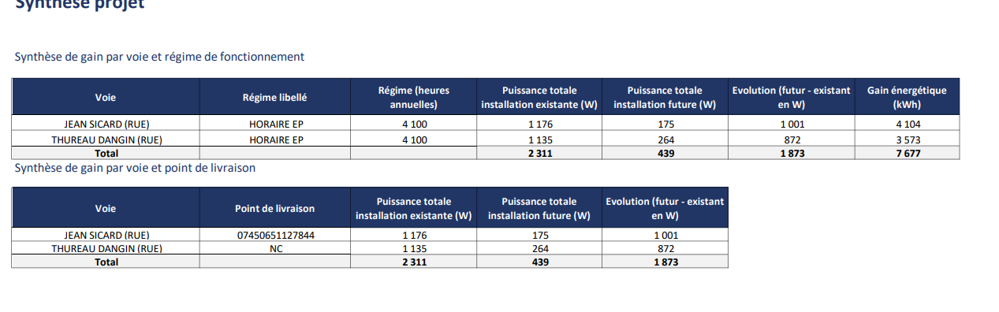 Synthèse projet
Synthèse de gain par voie et régime de fonctionnement
Voie Régime libellé Régime (heures annuelles) Puissance totale installation existante (W) Puissance totale installation future (W) Evolution (futur - existant en W) Gain énergétique (kWh)
JEAN SICARD (RUE) HORAIRE EP 4 100 1 176 175 1 001 4 104
THUREAU DANGIN (RUE) HORAIRE EP 4 100 1 135 264 872 3 573
Total 2 311 439 1 873 7 677
Synthèse de gain par voie et point de livraison
Voie Point de livraison Puissance totale installation existante (W) Puissance totale installation future (W) Evolution (futur - existant en W)
JEAN SICARD (RUE) 07450651127844 1 176 175 1 001
THUREAU DANGIN (RUE) NC 1 135 264 872
Total 2 311 439 1 873